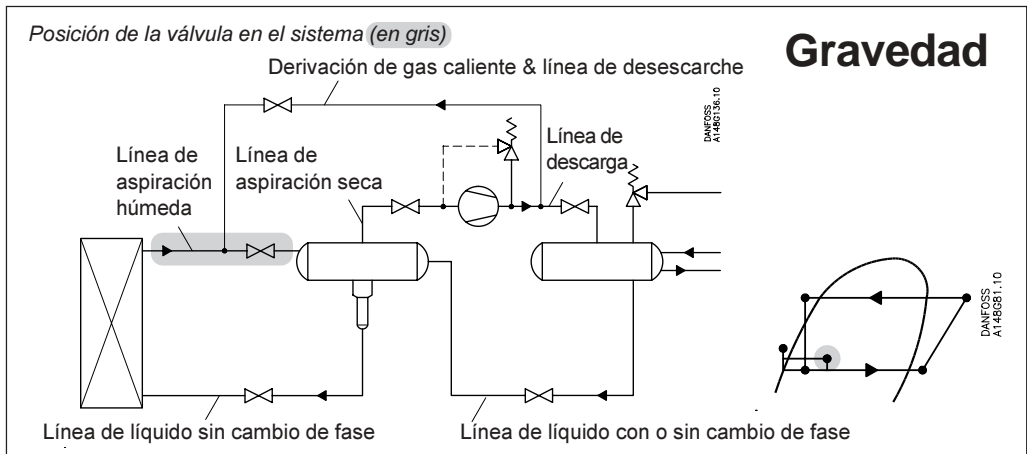 Posición de la válvula en el sistema (en gris)
Gravedad
Derivación de gas caliente & línea de desescarche
DANFOSS
A148G136.10
Línea de
aspiración
húmeda
Línea de
aspiración seca
Línea de
descarga
DANFOSS
A148G81.10
Línea de líquido sin cambio de fase
Línea de líquido con o sin cambio de fase